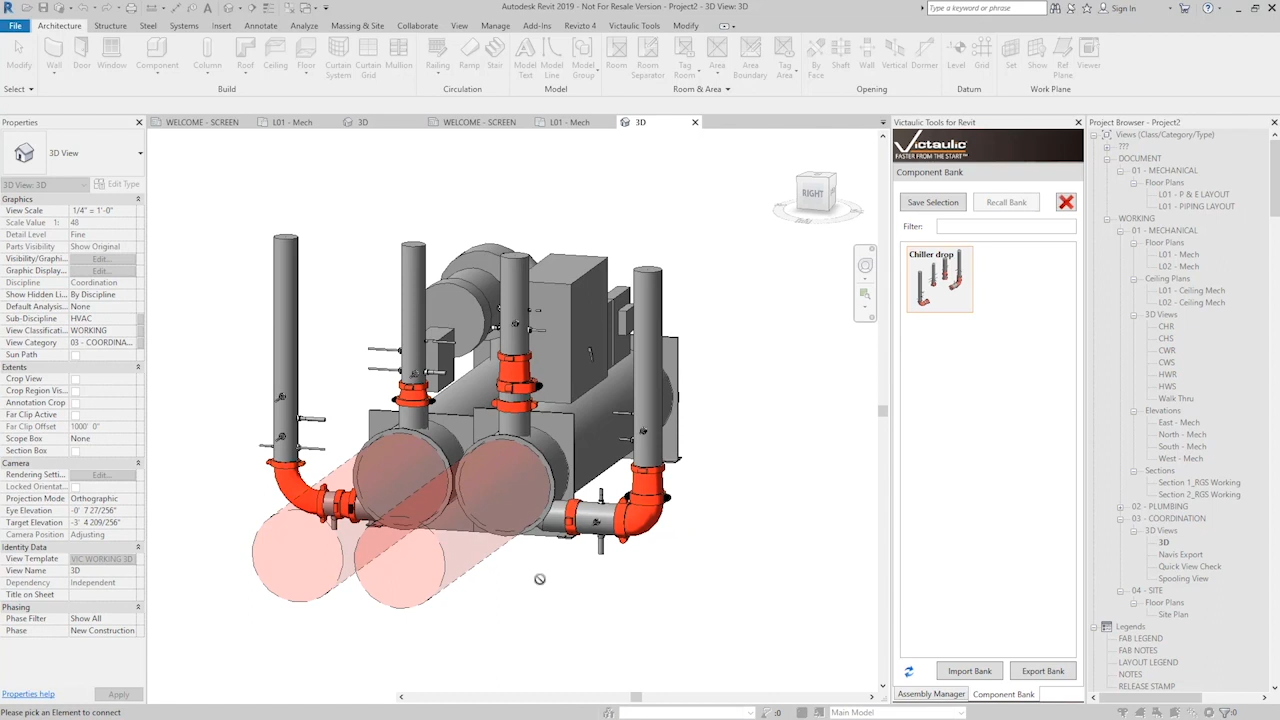 Autodesk Revit 2019 - Not For Resale Version - Project2 - 3D View: 3D
Type a keyword or phrase
Sign In
File Architecture Structure Steel Systems Insert Annotate Analyze Massing & Site Collaborate View Manage Add-Ins Revizto 4 Victaulic Tools Modify
Modify Wall Door Window Component Column Roof Ceiling Floor Curtain System Curtain Grid Mullion Railing Ramp Stair Model Text Model Line Model Group Room Room Separator Tag Room Area Area Boundary Tag Area By Face Shaft Wall Vertical Dormer Level Grid Set Show Ref Plane Viewer
Select Build Circulation Model Room & Area Opening Datum Work Plane
Properties
WELCOME - SCREEN L01 - Mech 3D WELCOME - SCREEN L01 - Mech 3D
3D View
3D View: 3D Edit Type
Graphics
View Scale 1/4" = 1'-0"
Scale Value 1: 48
Detail Level Fine
Parts Visibility Show Original
Visibility/Graphi... Edit...
Graphic Display... Edit...
Discipline Coordination
Show Hidden Li... By Discipline
Default Analysis... None
Sub-Discipline HVAC
View Classificati... WORKING
View Category 03 - COORDINA...
Sun Path
Extents
Crop View
Crop Region Vis...
Annotation Crop
Far Clip Active
Far Clip Offset 1000' 0"
Scope Box None
Section Box
Camera
Rendering Setti... Edit...
Locked Orientat...
Projection Mode Orthographic
Eye Elevation -0' 7 27/256"
Target Elevation -3' 4 209/256"
Camera Position Adjusting
Identity Data
View Template VIC WORKING 3D
View Name 3D
Dependency Independent
Title on Sheet
Phasing
Phase Filter Show All
Phase New Construction
Properties help Apply
Please pick an Element to connect
RIGHT
:0 Main Model :0
Victaulic Tools for Revit
Victaulic
FASTER FROM THE START™
Component Bank
Save Selection Recall Bank
Filter:
Chiller drop
Import Bank Export Bank
Assembly Manager Component Bank
Project Browser - Project2
Views (Class/Category/Type)
???
DOCUMENT
01 - MECHANICAL
Floor Plans
L01 - P & E LAYOUT
L01 - PIPING LAYOUT
WORKING
01 - MECHANICAL
Floor Plans
L01 - Mech
L02 - Mech
Ceiling Plans
L01 - Ceiling Mech
L02 - Ceiling Mech
3D Views
CHR
CHS
CWR
CWS
HWR
HWS
Walk Thru
Elevations
East - Mech
North - Mech
South - Mech
West - Mech
Sections
Section 1_RGS Working
Section 2_RGS Working
02 - PLUMBING
03 - COORDINATION
3D Views
3D
Navis Export
Quick View Check
Spooling View
04 - SITE
Floor Plans
Site Plan
Legends
FAB LEGEND
FAB NOTES
LAYOUT LEGEND
NOTES
RELEASE STAMP